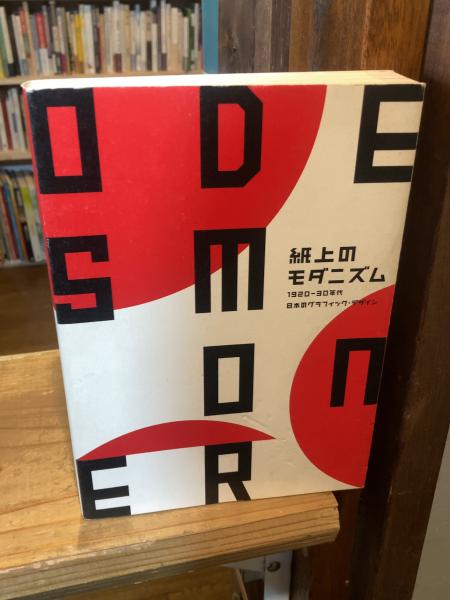 O D E
S M
紙上の
モダニズム
1920-30年代
日本のグラフィック・デザイン
O n
E R